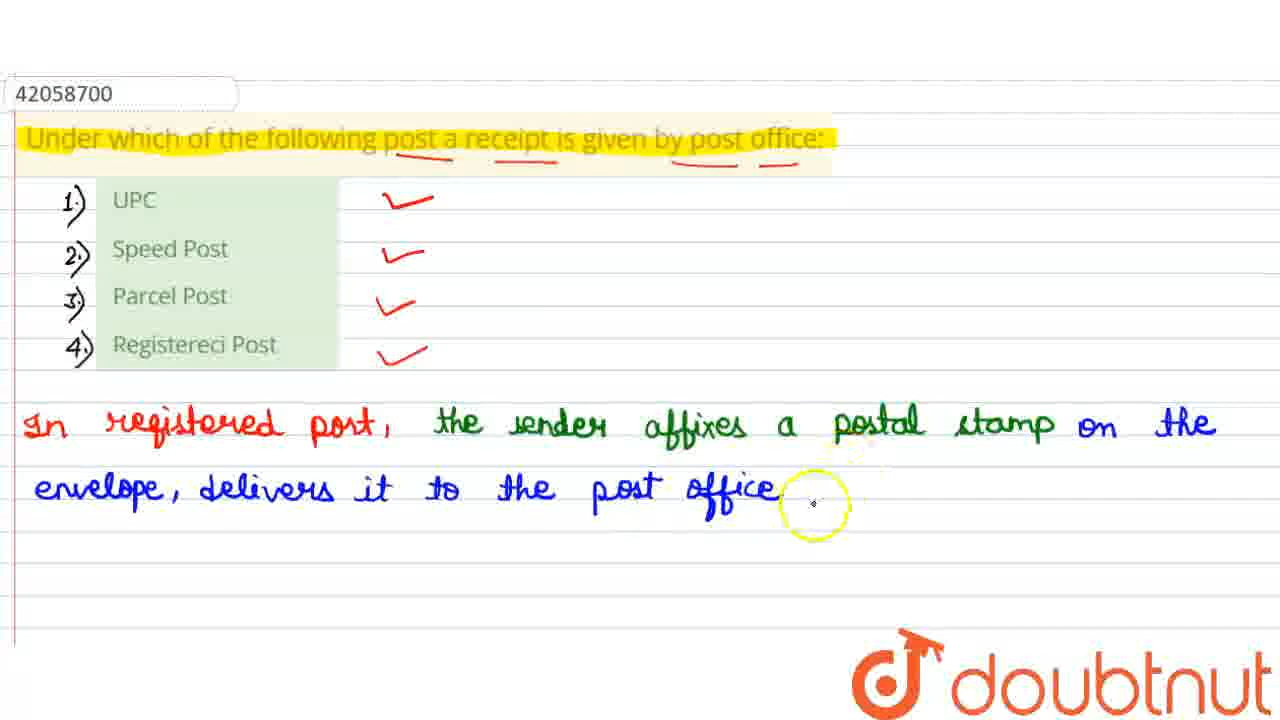 42058700
Under which of the following post a receipt is given by post office:
1.) UPC
2.) Speed Post
3.) Parcel Post
4.) Registereci Post
In registered post, the sender affixes a postal stamp on the
envelope, delivers it to the post office
doubtnut